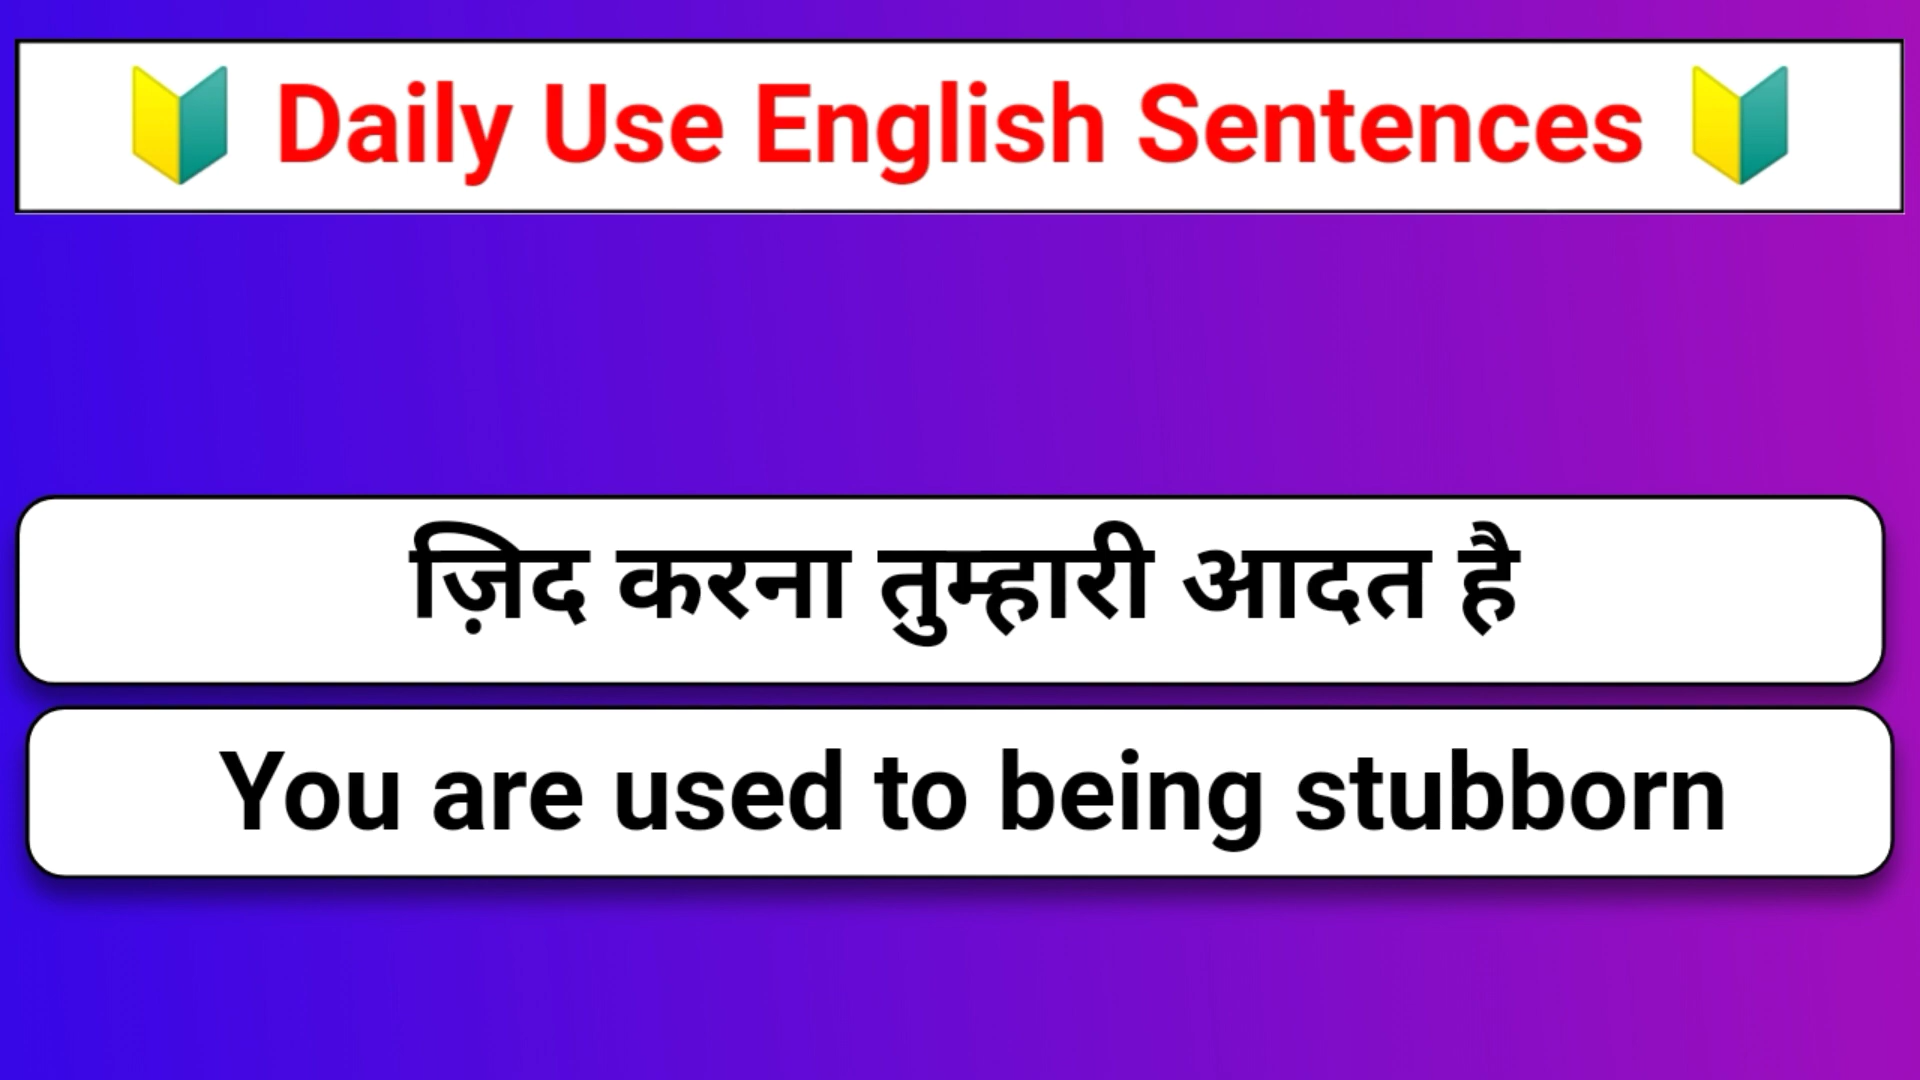 🔰 Daily Use English Sentences 🔰
ज़िद करना तुम्हारी आदत है
You are used to being stubborn